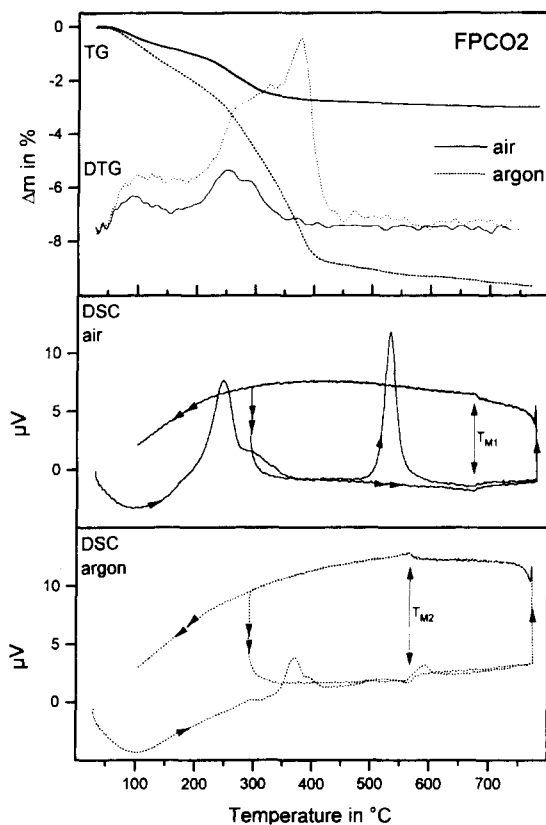 0
FPCO2
TG
-2
air
-4
argon
Δm in %
DTG
-6
-8
DSC
air
10
μV
5
T_M1
0
DSC
argon
10
μV
T_M2
5
0
100 200 300 400 500 600 700
Temperature in °C